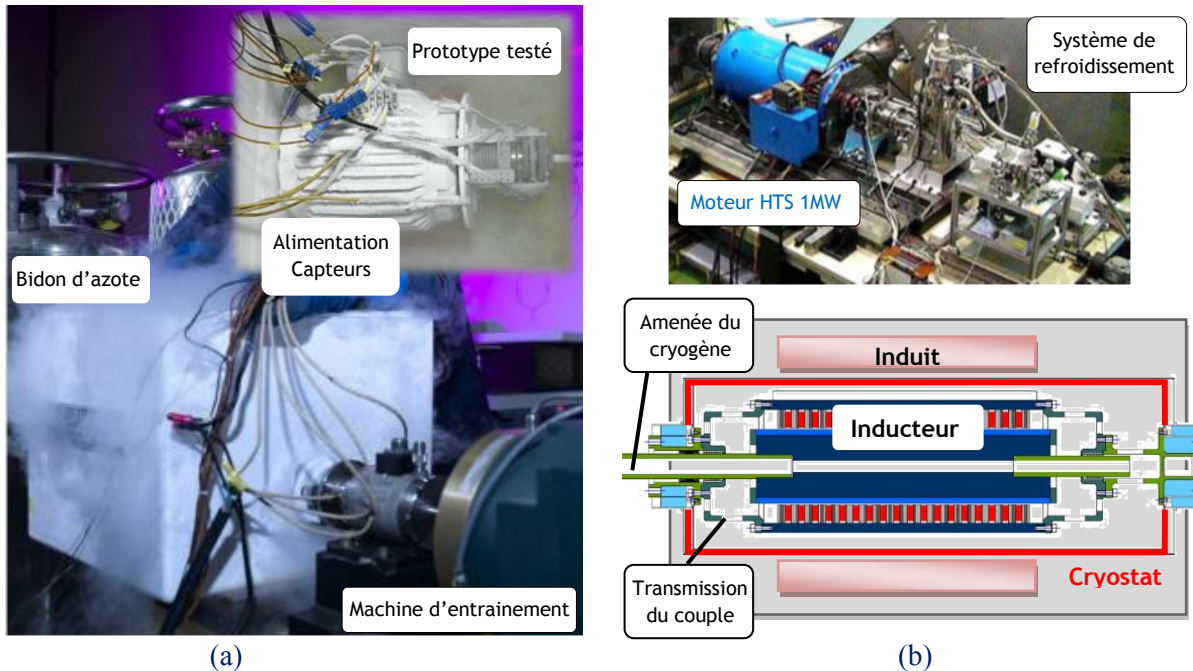 Prototype testé
Bidon d’azote
Alimentation
Capteurs
Machine d’entrainement
(a)
Système de
refroidissement
Moteur HTS 1MW
Amenée du
cryogène
Induit
Inducteur
Cryostat
Transmission
du couple
(b)